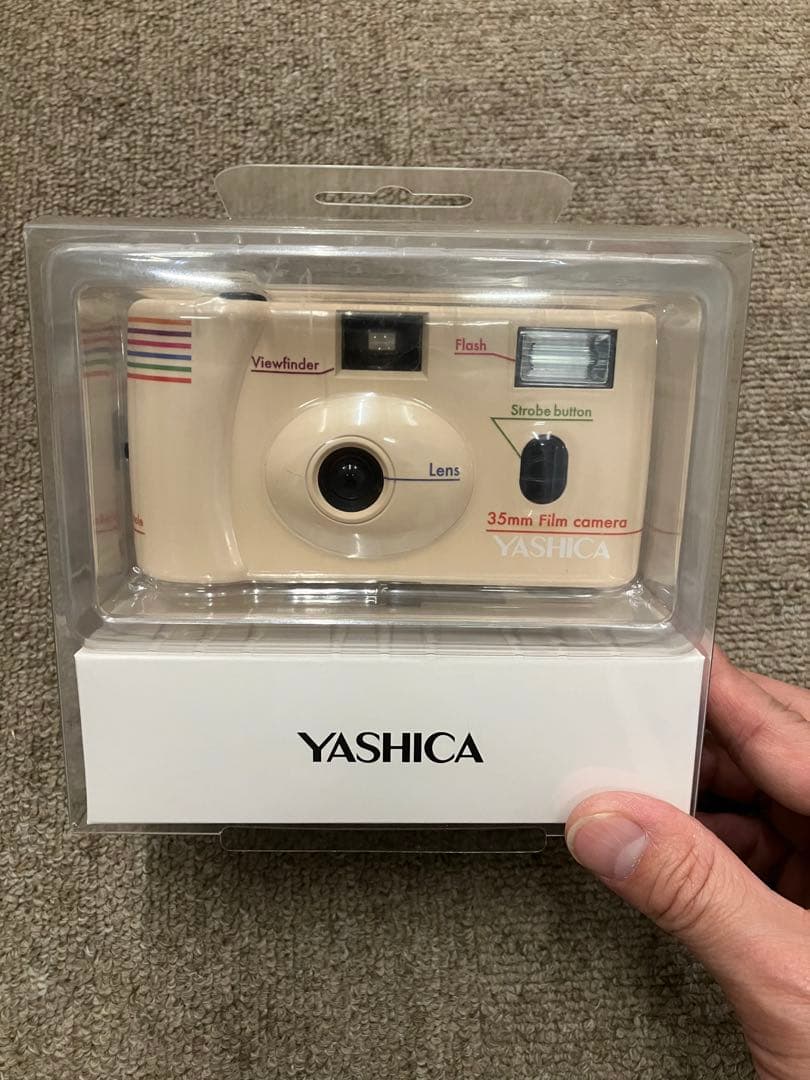 Viewfinder
Flash
Strobe button
Lens
35mm Film camera
YASHICA
YASHICA